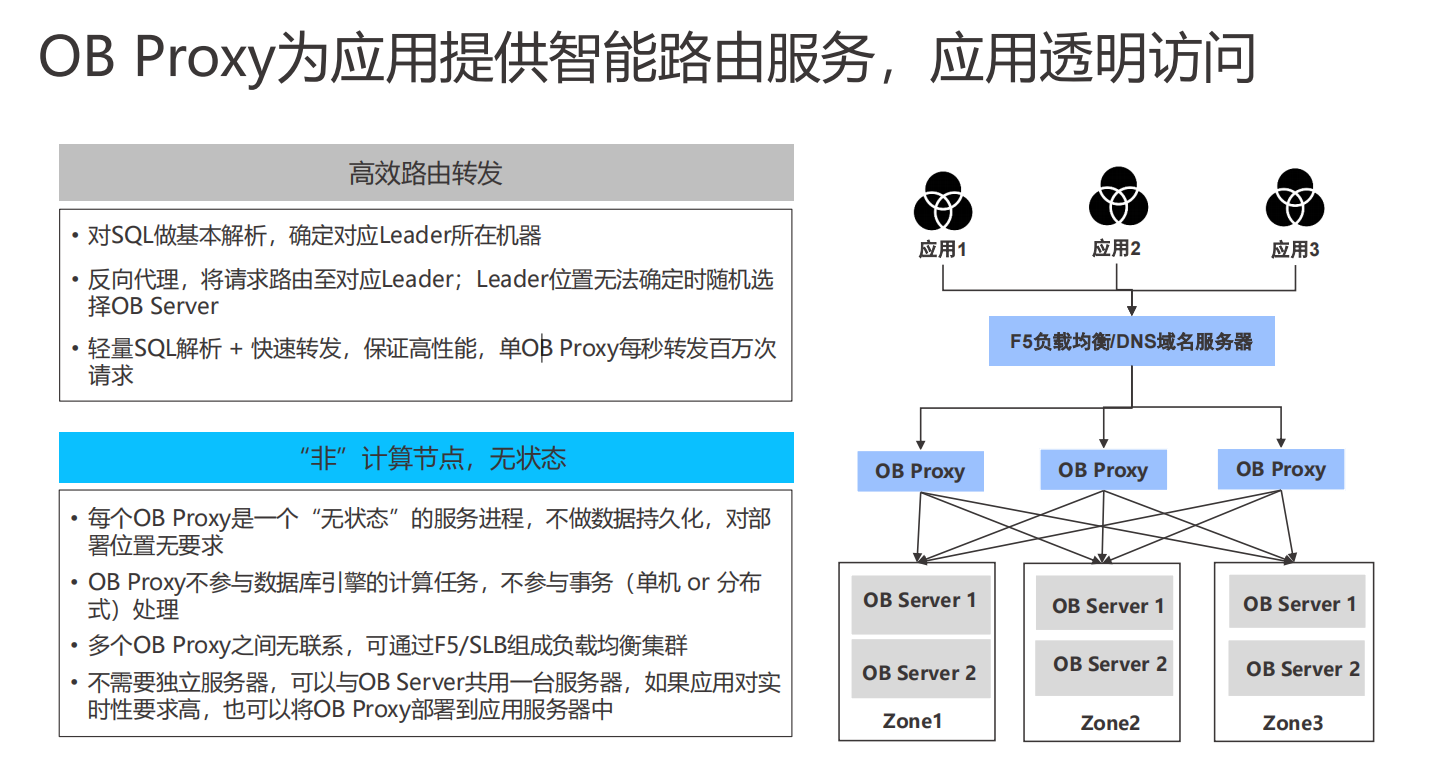 OB Proxy为应用提供智能路由服务，应用透明访问
高效路由转发
• 对SQL做基本解析，确定对应Leader所在机器
• 反向代理，将请求路由至对应Leader；Leader位置无法确定时随机选
择OB Server
• 轻量SQL解析 + 快速转发，保证高性能，单OB Proxy每秒转发百万次
请求
“非”计算节点，无状态
• 每个OB Proxy是一个“无状态”的服务进程，不做数据持久化，对部
署位置无要求
• OB Proxy不参与数据库引擎的计算任务，不参与事务（单机 or 分布
式）处理
• 多个OB Proxy之间无联系，可通过F5/SLB组成负载均衡集群
• 不需要独立服务器，可以与OB Server共用一台服务器，如果应用对实
时性要求高，也可以将OB Proxy部署到应用服务器中
应用1
应用2
应用3
F5负载均衡/DNS域名服务器
OB Proxy
OB Proxy
OB Proxy
OB Server 1
OB Server 2
Zone1
OB Server 1
OB Server 2
Zone2
OB Server 1
OB Server 2
Zone3